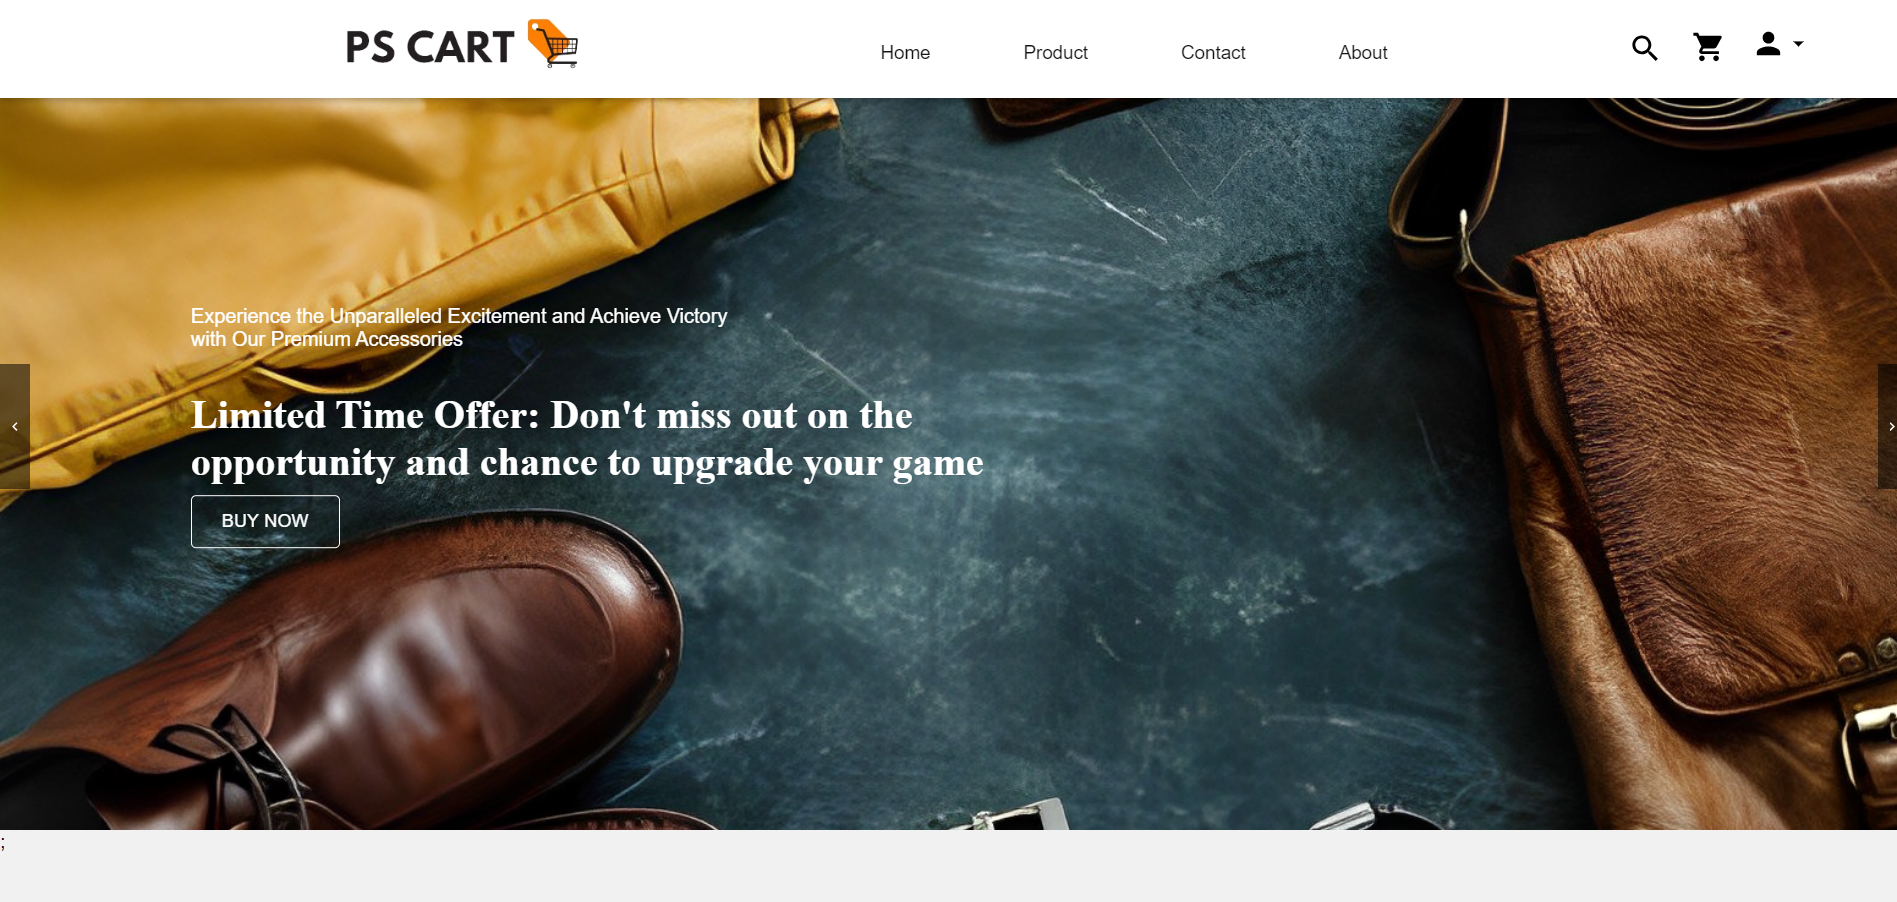 PS CART
Home
Product
Contact
About
Experience the Unparalleled Excitement and Achieve Victory
with Our Premium Accessories
Limited Time Offer: Don't miss out on the
opportunity and chance to upgrade your game
BUY NOW
‹
›
;